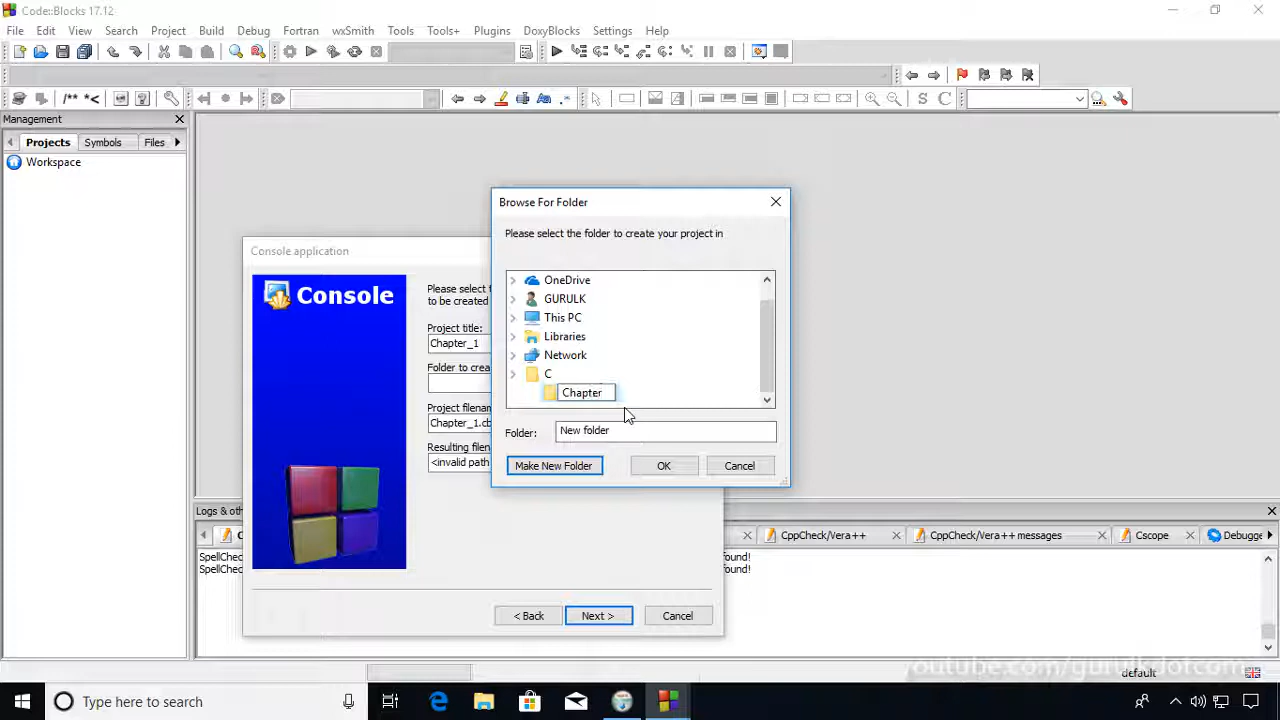 Code::Blocks 17.12
File Edit View Search Project Build Debug Fortran wxSmith Tools Tools+ Plugins DoxyBlocks Settings Help
/** *<
S C
Management
Projects Symbols Files
Workspace
Browse For Folder
Please select the folder to create your project in
OneDrive
GURULK
This PC
Libraries
Network
C
Chapter
Folder: New folder
Make New Folder OK Cancel
Console application
Console
Please select
to be created
Project title:
Chapter_1
Folder to crea
Project filenam
Chapter_1.cb
Resulting filen
<invalid path
< Back Next > Cancel
Logs & oth
CppCheck/Vera++ CppCheck/Vera++ messages Cscope Debugge
SpellChec found!
SpellChec found!
youtube.com/gurulkdotcom
default
Type here to search